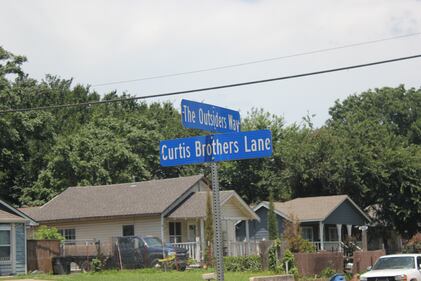 The Outsiders Way
Curtis Brothers Lane